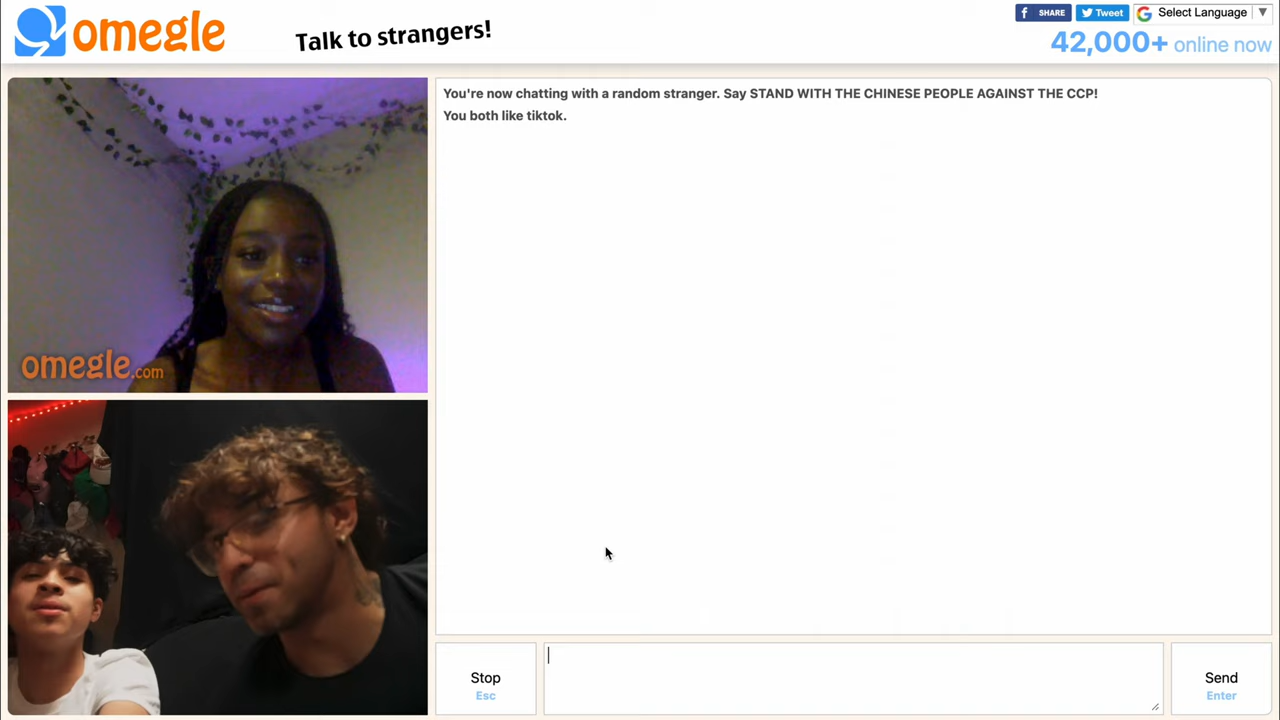 omegle
Talk to strangers!
SHARE
Tweet
Select Language
42,000+ online now
omegle.com
You're now chatting with a random stranger. Say STAND WITH THE CHINESE PEOPLE AGAINST THE CCP!
You both like tiktok.
Stop
Esc
Send
Enter